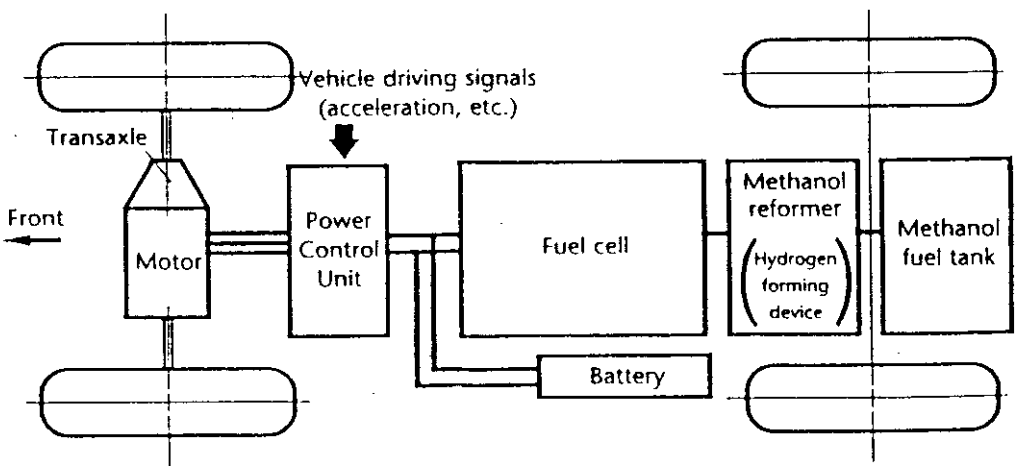 Vehicle driving signals
(acceleration, etc.)
Transaxle
Front
Motor
Power
Control
Unit
Fuel cell
Methanol
reformer
(Hydrogen
forming
device)
Methanol
fuel tank
Battery